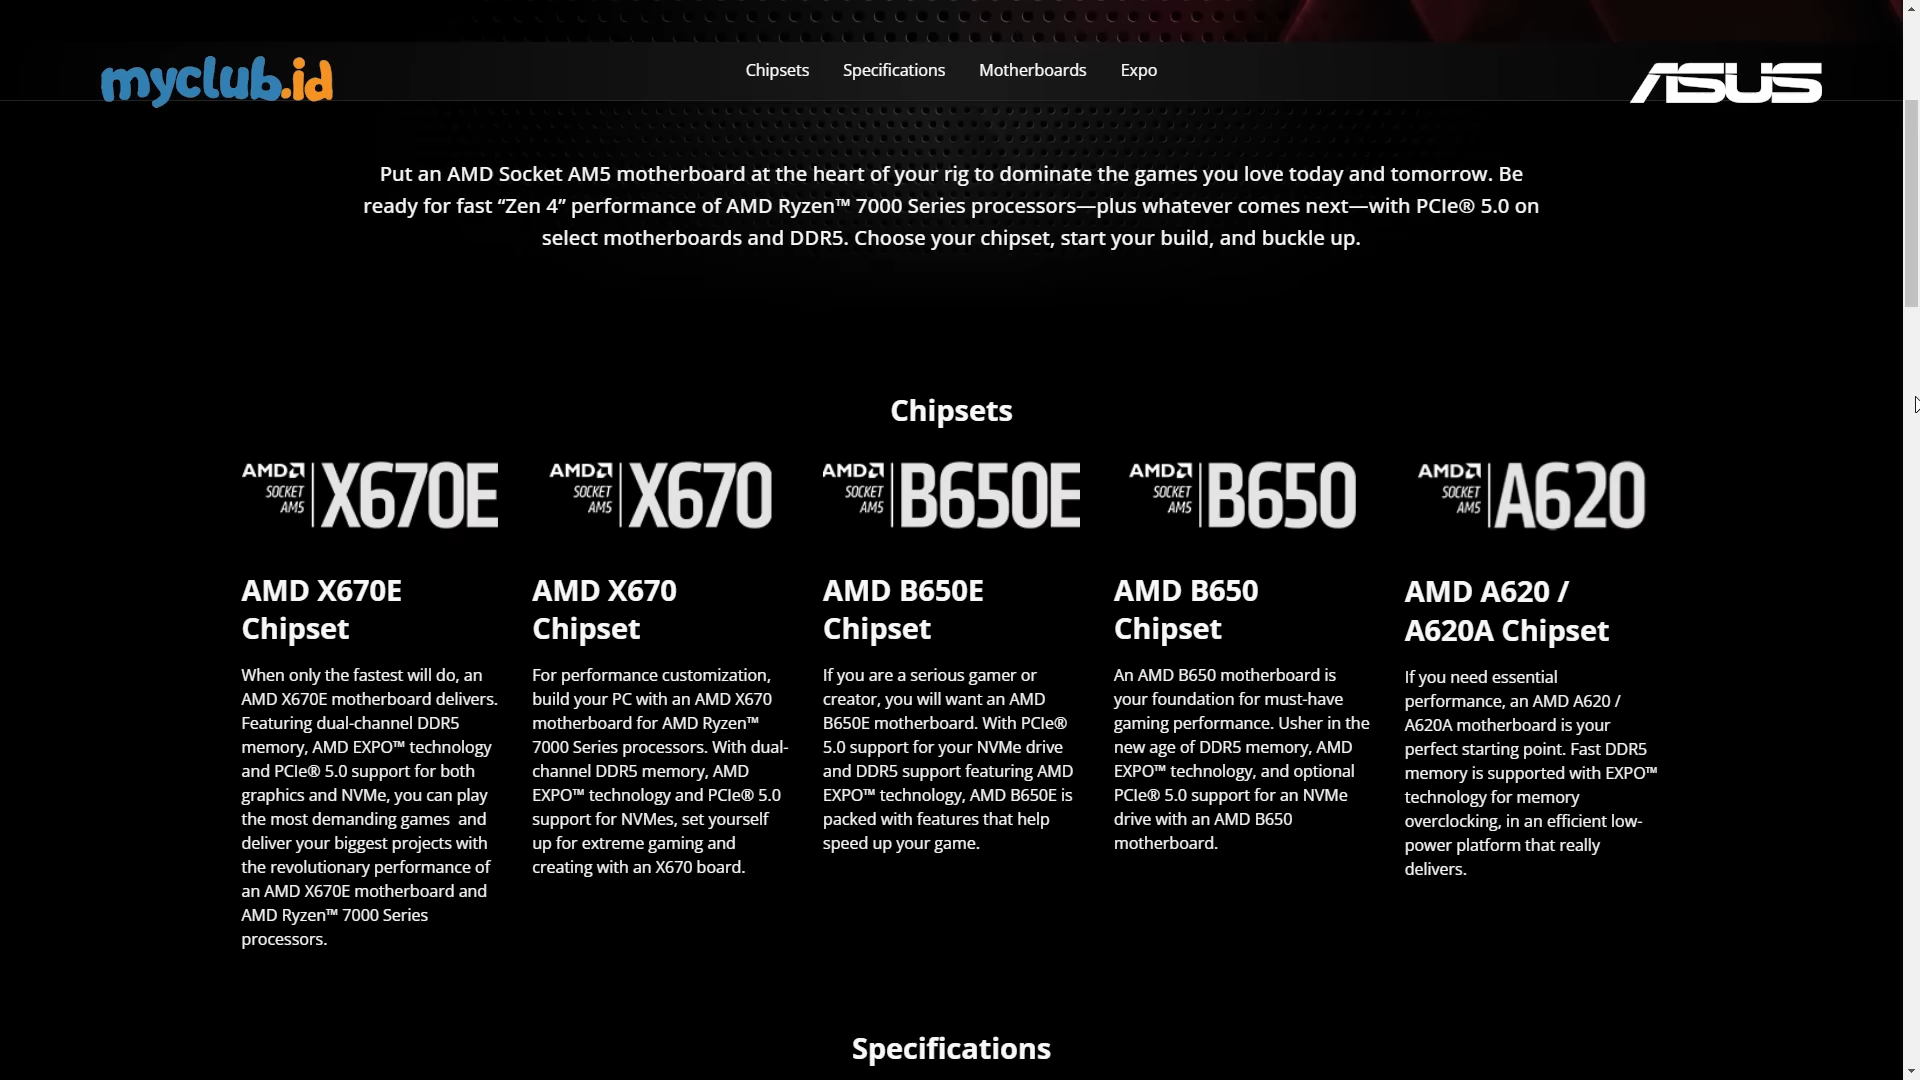 myclub.id
Chipsets
Specifications
Motherboards
Expo
ASUS
Put an AMD Socket AM5 motherboard at the heart of your rig to dominate the games you love today and tomorrow. Be
ready for fast “Zen 4” performance of AMD Ryzen™ 7000 Series processors—plus whatever comes next—with PCIe® 5.0 on
select motherboards and DDR5. Choose your chipset, start your build, and buckle up.
Chipsets
AMD
SOCKET
AM5
X670E
AMD X670E
Chipset
When only the fastest will do, an
AMD X670E motherboard delivers.
Featuring dual-channel DDR5
memory, AMD EXPO™ technology
and PCIe® 5.0 support for both
graphics and NVMe, you can play
the most demanding games and
deliver your biggest projects with
the revolutionary performance of
an AMD X670E motherboard and
AMD Ryzen™ 7000 Series
processors.
AMD
SOCKET
AM5
X670
AMD X670
Chipset
For performance customization,
build your PC with an AMD X670
motherboard for AMD Ryzen™
7000 Series processors. With dual-
channel DDR5 memory, AMD
EXPO™ technology and PCIe® 5.0
support for NVMes, set yourself
up for extreme gaming and
creating with an X670 board.
AMD
SOCKET
AM5
B650E
AMD B650E
Chipset
If you are a serious gamer or
creator, you will want an AMD
B650E motherboard. With PCIe®
5.0 support for your NVMe drive
and DDR5 support featuring AMD
EXPO™ technology, AMD B650E is
packed with features that help
speed up your game.
AMD
SOCKET
AM5
B650
AMD B650
Chipset
An AMD B650 motherboard is
your foundation for must-have
gaming performance. Usher in the
new age of DDR5 memory, AMD
EXPO™ technology, and optional
PCIe® 5.0 support for an NVMe
drive with an AMD B650
motherboard.
AMD
SOCKET
AM5
A620
AMD A620 /
A620A Chipset
If you need essential
performance, an AMD A620 /
A620A motherboard is your
perfect starting point. Fast DDR5
memory is supported with EXPO™
technology for memory
overclocking, in an efficient low-
power platform that really
delivers.
Specifications